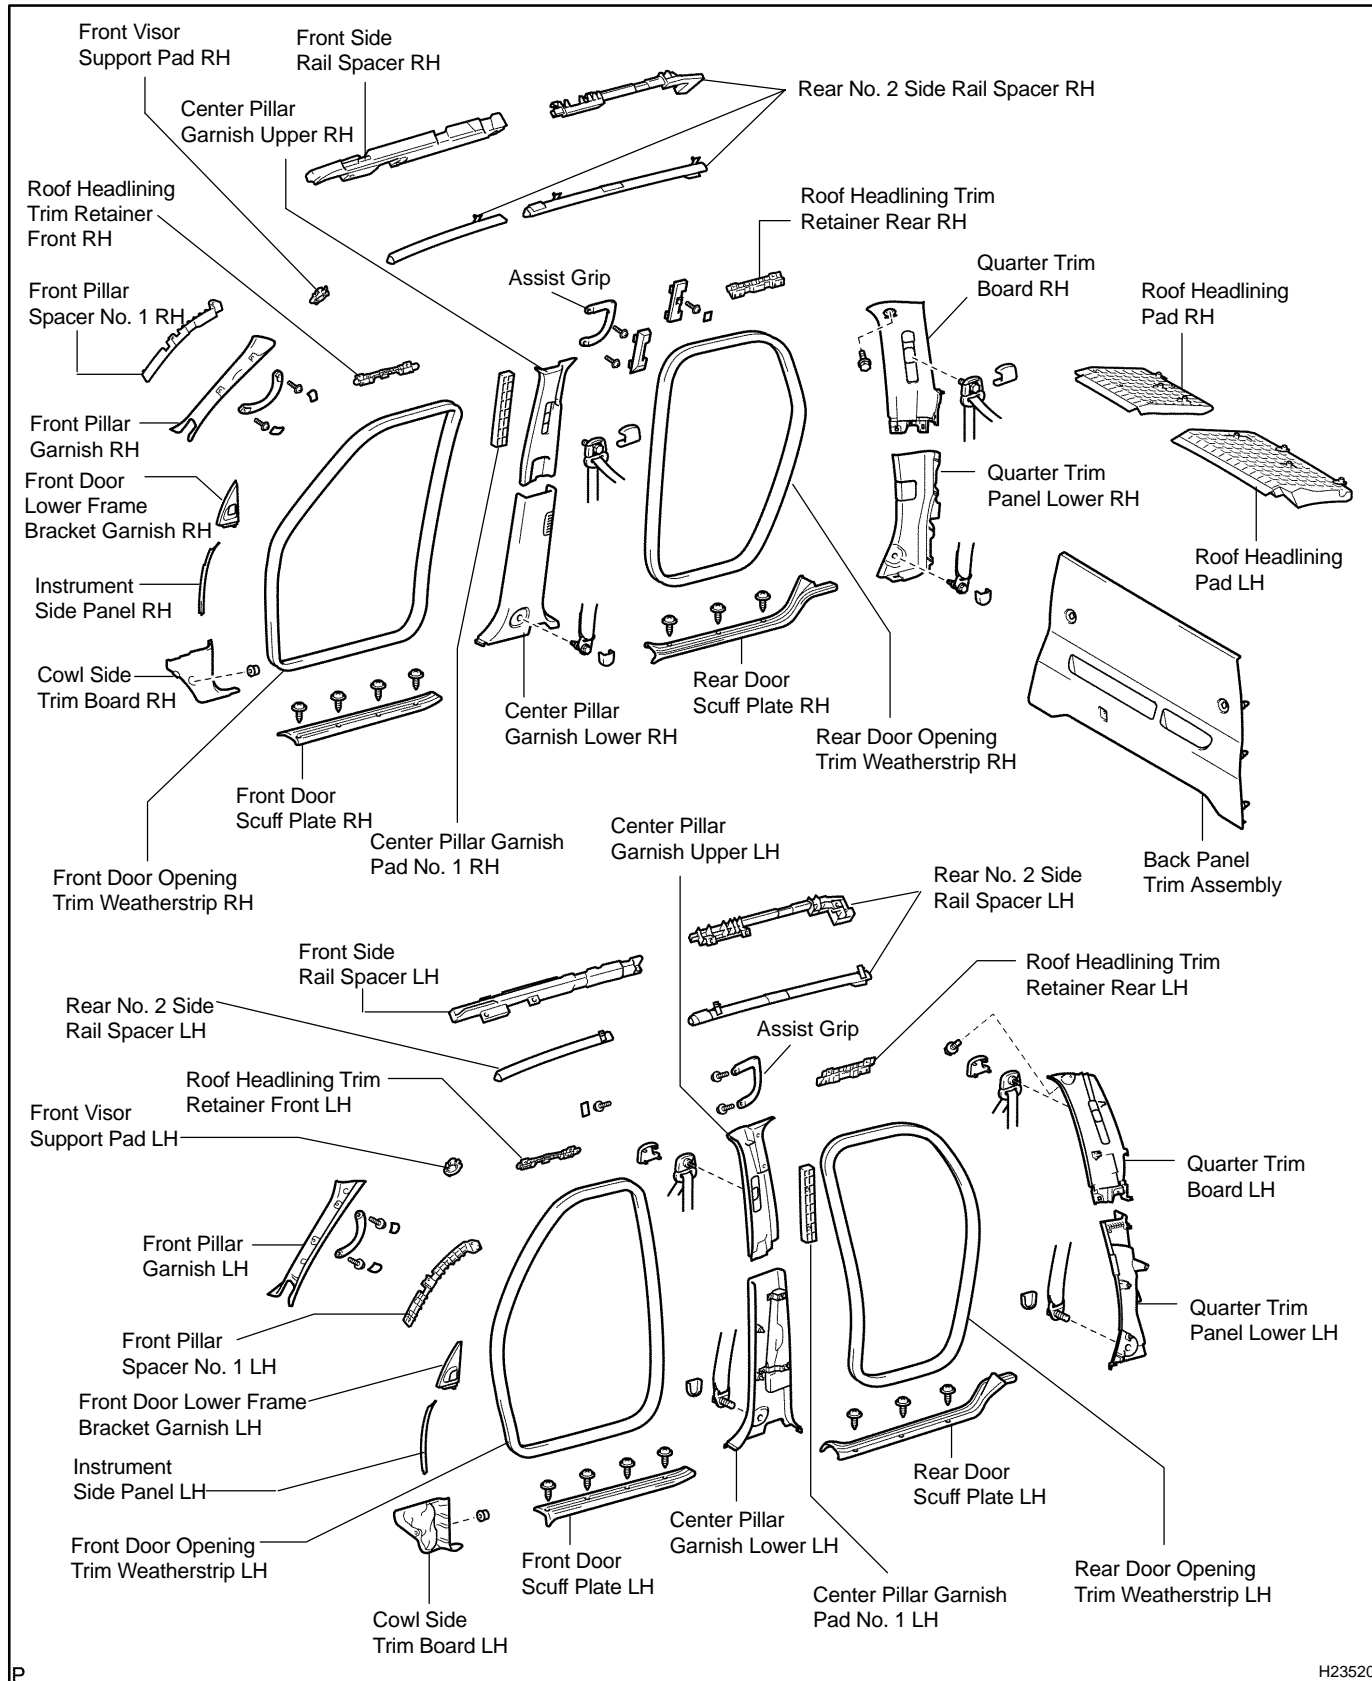 Front Visor
Support Pad RH
Front Side
Rail Spacer RH
Rear No. 2 Side Rail Spacer RH
Center Pillar
Garnish Upper RH
Roof Headlining
Trim Retainer
Front RH
Roof Headlining Trim
Retainer Rear RH
Assist Grip
Quarter Trim
Board RH
Roof Headlining
Pad RH
Front Pillar
Spacer No. 1 RH
Front Pillar
Garnish RH
Front Door
Lower Frame
Bracket Garnish RH
Quarter Trim
Panel Lower RH
Roof Headlining
Pad LH
Instrument
Side Panel RH
Cowl Side
Trim Board RH
Rear Door
Scuff Plate RH
Center Pillar
Garnish Lower RH
Rear Door Opening
Trim Weatherstrip RH
Front Door
Scuff Plate RH
Center Pillar Garnish
Pad No. 1 RH
Center Pillar
Garnish Upper LH
Back Panel
Trim Assembly
Front Door Opening
Trim Weatherstrip RH
Rear No. 2 Side
Rail Spacer LH
Front Side
Rail Spacer LH
Roof Headlining Trim
Retainer Rear LH
Rear No. 2 Side
Rail Spacer LH
Assist Grip
Roof Headlining Trim
Retainer Front LH
Front Visor
Support Pad LH
Quarter Trim
Board LH
Front Pillar
Garnish LH
Quarter Trim
Panel Lower LH
Front Pillar
Spacer No. 1 LH
Front Door Lower Frame
Bracket Garnish LH
Instrument
Side Panel LH
Rear Door
Scuff Plate LH
Center Pillar
Garnish Lower LH
Front Door Opening
Trim Weatherstrip LH
Front Door
Scuff Plate LH
Rear Door Opening
Trim Weatherstrip LH
Center Pillar Garnish
Pad No. 1 LH
Cowl Side
Trim Board LH
P
H23520